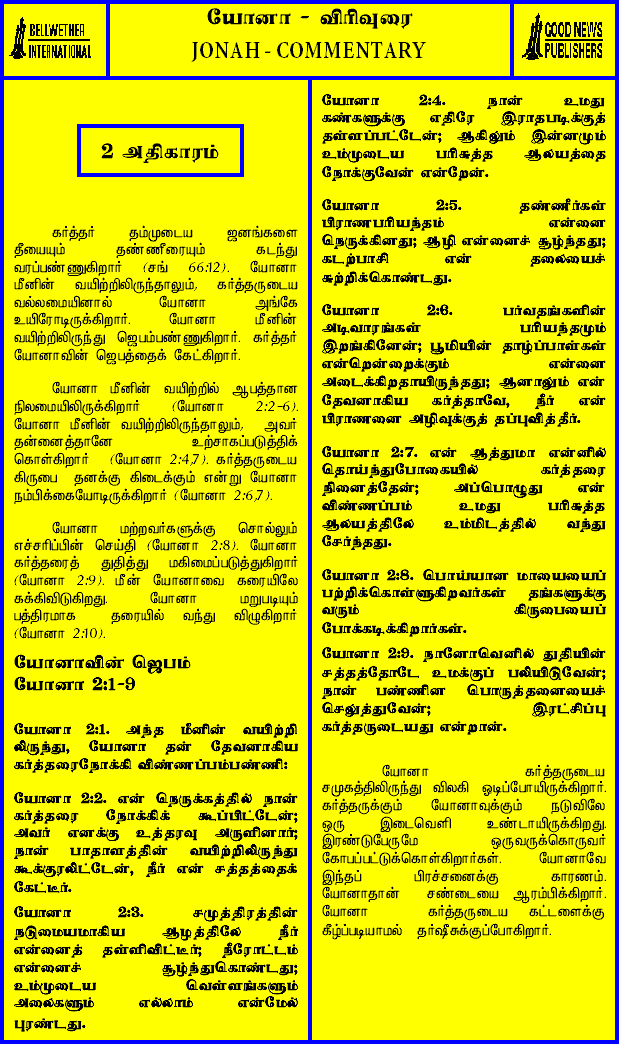 BELLWETHER
INTERNATIONAL
யோனா - விரிவுரை
JONAH - COMMENTARY
GOOD NEWS
PUBLISHERS
2 அதிகாரம்
கர்த்தர் தம்முடைய ஜனங்களை
தீயையும் தண்ணீரையும் கடந்து
வரப்பண்ணுகிறார் (சங் 66:12). யோனா
மீனின் வயிற்றிலிருந்தாலும், கர்த்தருடைய
வல்லமையினால் யோனா அங்கே
உயிரோடிருக்கிறார். யோனா மீனின்
வயிற்றிலிருந்து ஜெபம்பண்ணுகிறார். கர்த்தர்
யோனாவின் ஜெபத்தைக் கேட்கிறார்.
யோனா மீனின் வயிற்றில் ஆபத்தான
நிலமையிலிருக்கிறார் (யோனா 2:2-6).
யோனா மீனின் வயிற்றிலிருந்தாலும், அவர்
தன்னைத்தானே உற்சாகப்படுத்திக்
கொள்கிறார் (யோனா 2:4,7). கர்த்தருடைய
கிருபை தனக்கு கிடைக்கும் என்று யோனா
நம்பிக்கையோடிருக்கிறார் (யோனா 2:6,7).
யோனா மற்றவர்களுக்கு சொல்லும்
எச்சரிப்பின் செய்தி (யோனா 2:8). யோனா
கர்த்தரைத் துதித்து மகிமைப்படுத்துகிறார்
(யோனா 2:9). மீன் யோனாவை கரையிலே
கக்கிவிடுகிறது. யோனா மறுபடியும்
பத்திரமாக தரையில் வந்து விழுகிறார்
(யோனா 2:10).
யோனாவின் ஜெபம்
யோனா 2:1-9
யோனா 2:1. அந்த மீனின் வயிற்றி
லிருந்து, யோனா தன் தேவனாகிய
கர்த்தரைநோக்கி விண்ணப்பம்பண்ணி:
யோனா 2:2. என் நெருக்கத்தில் நான்
கர்த்தரை நோக்கிக் கூப்பிட்டேன்;
அவர் எனக்கு உத்தரவு அருளினார்;
நான் பாதாளத்தின் வயிற்றிலிருந்து
கூக்குரலிட்டேன், நீர் என் சத்தத்தைக்
கேட்டீர்.
யோனா 2:3. சமுத்திரத்தின்
நடுமையமாகிய ஆழத்திலே நீர்
என்னைத் தள்ளிவிட்டீர்; நீரோட்டம்
என்னைச் சூழ்ந்துகொண்டது;
உம்முடைய வெள்ளங்களும்
அலைகளும் எல்லாம் என்மேல்
புரண்டது.
யோனா 2:4. நான் உமது
கண்களுக்கு எதிரே இராதபடிக்குத்
தள்ளப்பட்டேன்; ஆகிலும் இன்னமும்
உம்முடைய பரிசுத்த ஆலயத்தை
நோக்குவேன் என்றேன்.
யோனா 2:5. தண்ணீர்கள்
பிராணபரியந்தம் என்னை
நெருக்கினது; ஆழி என்னைச் சூழ்ந்தது;
கடற்பாசி என் தலையைச்
சுற்றிக்கொண்டது.
யோனா 2:6. பர்வதங்களின்
அடிவாரங்கள் பரியந்தமும்
இறங்கினேன்; பூமியின் தாழ்ப்பாள்கள்
என்றென்றைக்கும் என்னை
அடைக்கிறதாயிருந்தது; ஆனாலும் என்
தேவனாகிய கர்த்தாவே, நீர் என்
பிராணனை அழிவுக்குத் தப்புவித்தீர்.
யோனா 2:7. என் ஆத்துமா என்னில்
தொய்ந்துபோகையில் கர்த்தரை
நினைத்தேன்; அப்பொழுது என்
விண்ணப்பம் உமது பரிசுத்த
ஆலயத்திலே உம்மிடத்தில் வந்து
சேர்ந்தது.
யோனா 2:8. பொய்யான மாயையைப்
பற்றிக்கொள்ளுகிறவர்கள் தங்களுக்கு
வரும் கிருபையைப்
போக்கடிக்கிறார்கள்.
யோனா 2:9. நானோவெனில் துதியின்
சத்தத்தோடே உமக்குப் பலியிடுவேன்;
நான் பண்ணின பொருத்தனையைச்
செலுத்துவேன்; இரட்சிப்பு
கர்த்தருடையது என்றான்.
யோனா கர்த்தருடைய
சமுகத்திலிருந்து விலகி ஓடிப்போயிருக்கிறார்.
கர்த்தருக்கும் யோனாவுக்கும் நடுவிலே
ஒரு இடைவெளி உண்டாயிருக்கிறது.
இரண்டுபேருமே ஒருவருக்கொருவர்
கோபப்பட்டுக்கொள்கிறார்கள். யோனாவே
இந்தப் பிரச்சனைக்கு காரணம்.
யோனாதான் சண்டையை ஆரம்பிக்கிறார்.
யோனா கர்த்தருடைய கட்டளைக்கு
கீழ்ப்படியாமல் தர்ஷீசுக்குப்போகிறார்.